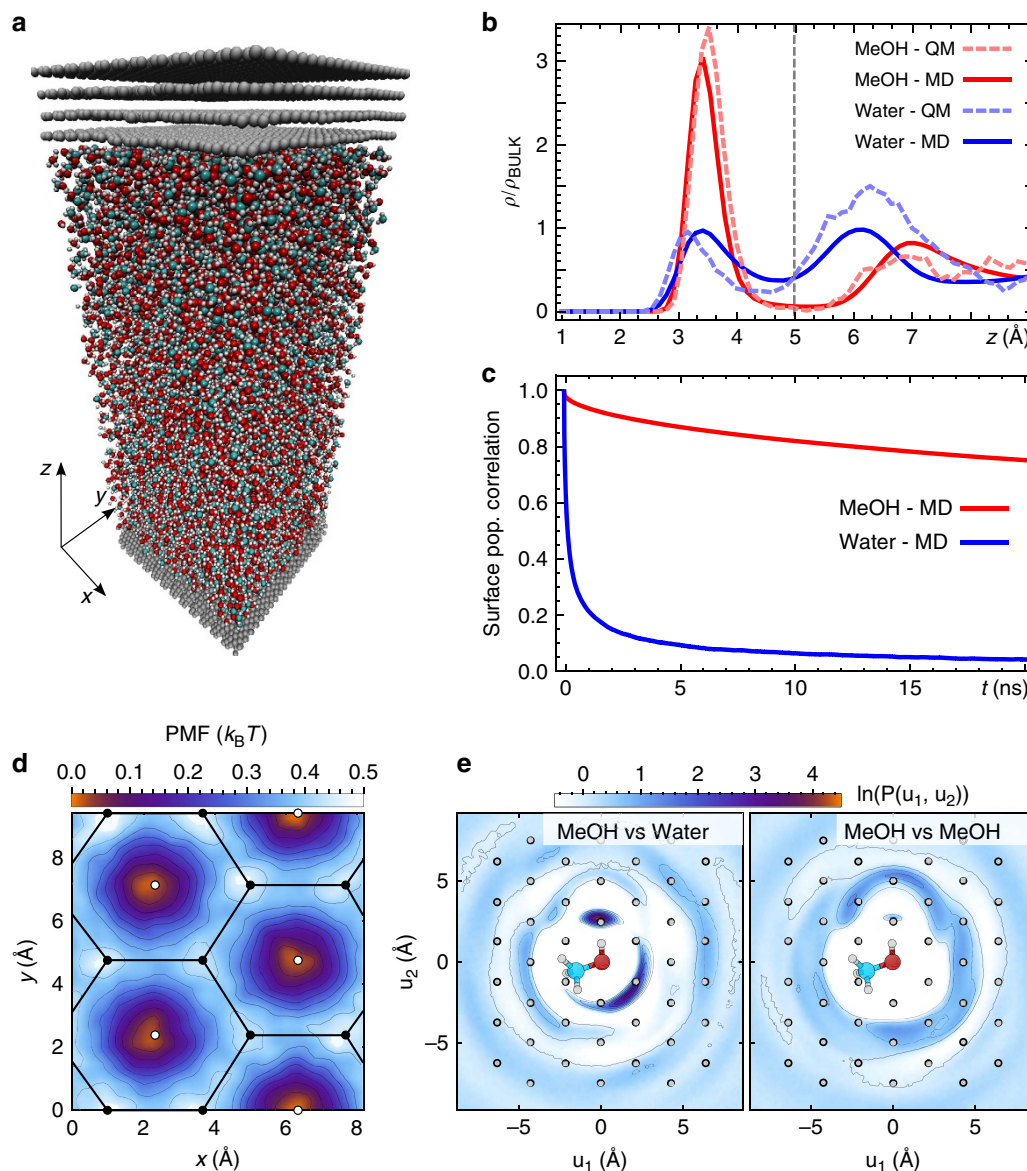 a
z
y
x
b
ρ/ρBULK
3
2
1
0
MeOH - QM
MeOH - MD
Water - QM
Water - MD
1 2 3 4 5 6 7 z (Å)
c
Surface pop. correlation
1.0
0.8
0.6
0.4
0.2
0.0
MeOH - MD
Water - MD
0 5 10 15 t (ns)
PMF (kBT)
d
0.0 0.1 0.2 0.3 0.4 0.5
y (Å)
8
6
4
2
0
0 2 4 6 8
x (Å)
e
0 1 2 3 4 ln(P(u1, u2))
MeOH vs Water
MeOH vs MeOH
u2 (Å)
5
0
−5
−5 0 5
u1 (Å)
−5 0 5
u1 (Å)